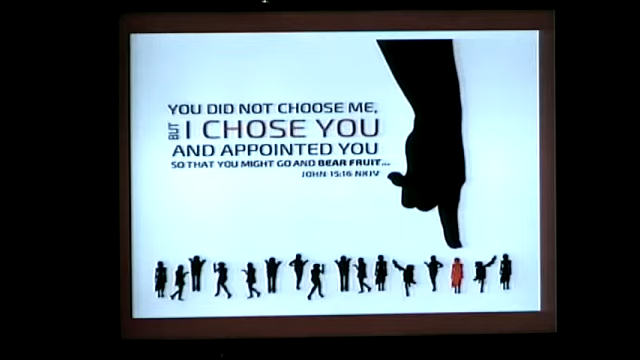 YOU DID NOT CHOOSE ME,
BUT I CHOSE YOU
AND APPOINTED YOU
SO THAT YOU MIGHT GO AND BEAR FRUIT...
JOHN 15:16 NKJV